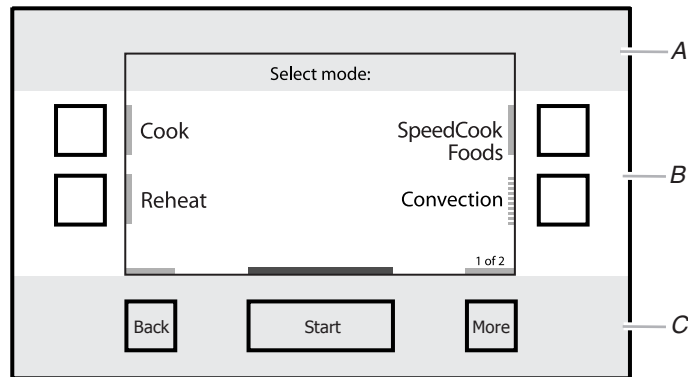 Select mode:
Cook
SpeedCook
Foods
Reheat
Convection
1 of 2
Back
Start
More
A
B
C